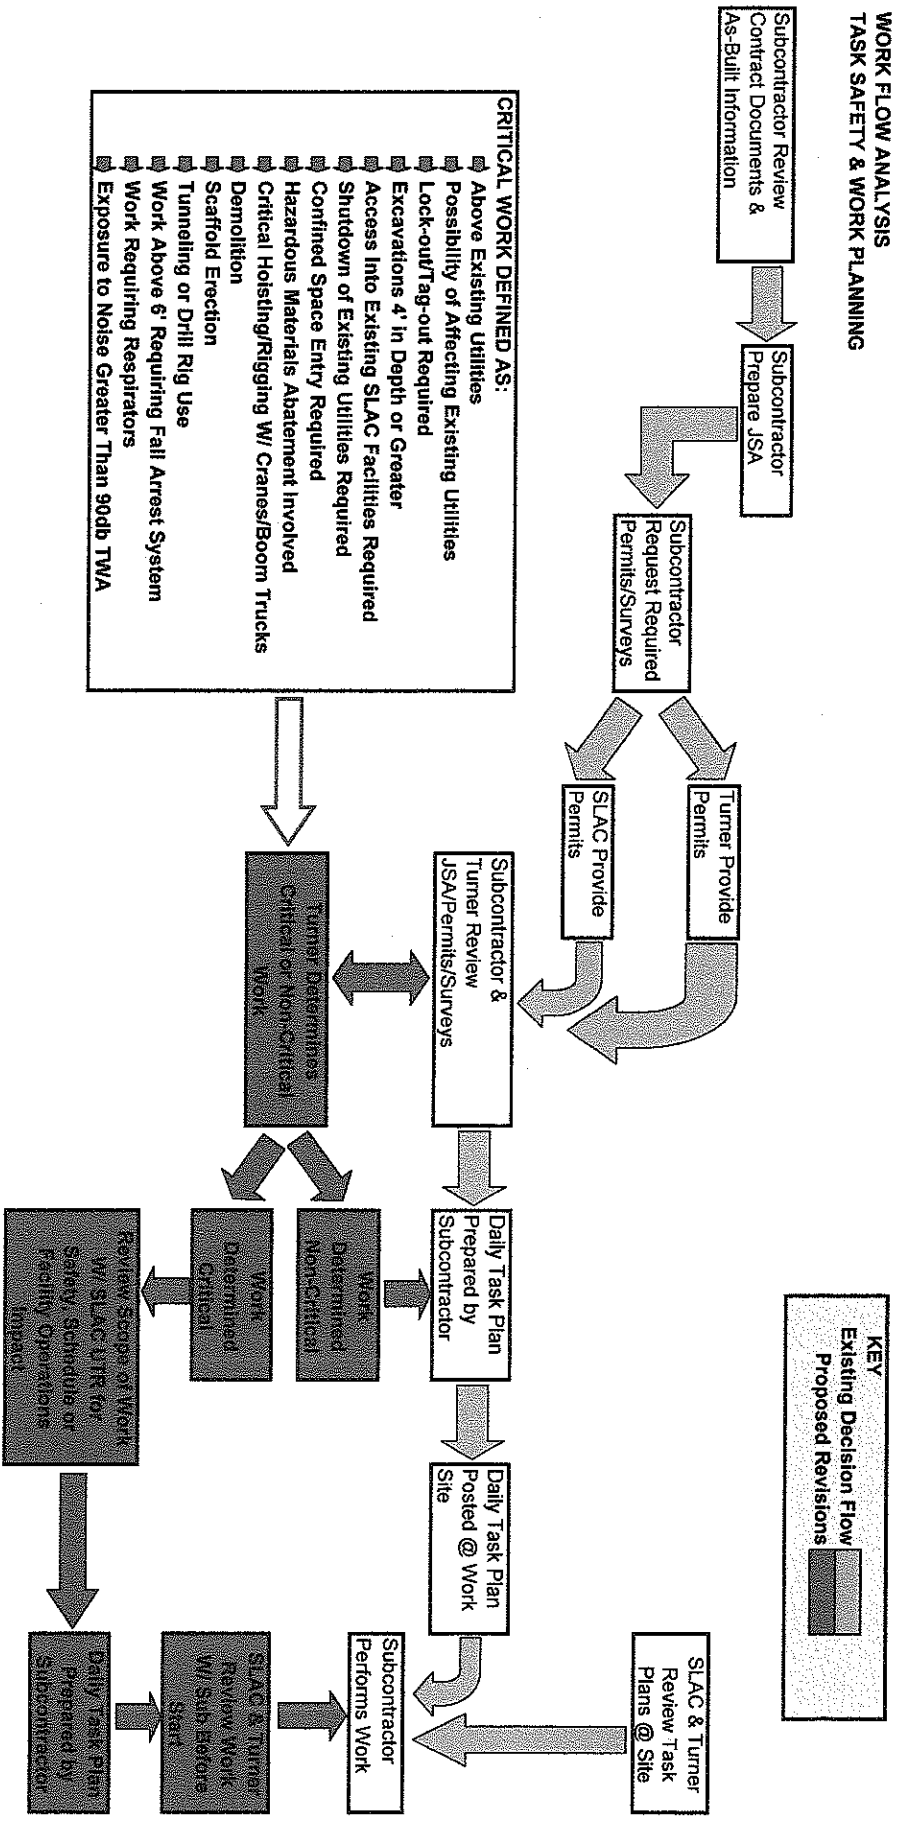 WORK FLOW ANALYSIS
TASK SAFETY & WORK PLANNING
Subcontractor Review
Contract Documents &
As-Built Information
Subcontractor
Prepare JSA
Subcontractor
Request Required
Permits/Surveys
Turner Provide
Permits
SLAC Provide
Permits
KEY
Existing Decision Flow
Proposed Revisions
CRITICAL WORK DEFINED AS:
Above Existing Utilities
Possibility of Affecting Existing Utilities
Lock-out/Tag-out Required
Excavations 4' in Depth or Greater
Access Into Existing SLAC Facilities Required
Shutdown of Existing Utilities Required
Confined Space Entry Required
Hazardous Materials Abatement Involved
Critical Hoisting/Rigging W/ Cranes/Boom Trucks
Demolition
Scaffold Erection
Tunneling or Drill Rig Use
Work Above 6' Requiring Fall Arrest System
Work Requiring Respirators
Exposure to Noise Greater Than 90db TWA
Subcontractor &
Turner Review
JSA/Permits/Surveys
Turner Determines
Critical or Non-Critical
Work
Daily Task Plan
Prepared by
Subcontractor
Work
Determined
Non-Critical
Work
Determined
Critical
Review Scope of Work
W/ SLAC UTR for
Safety, Schedule or
Facility Operations
Impact
Daily Task Plan
Posted @ Work
Site
SLAC & Turner
Review Task
Plans @ Site
Subcontractor
Performs Work
SLAC & Turner
Review Work
W/ Sub Before
Start
Daily Task Plan
Prepared by
Subcontractor